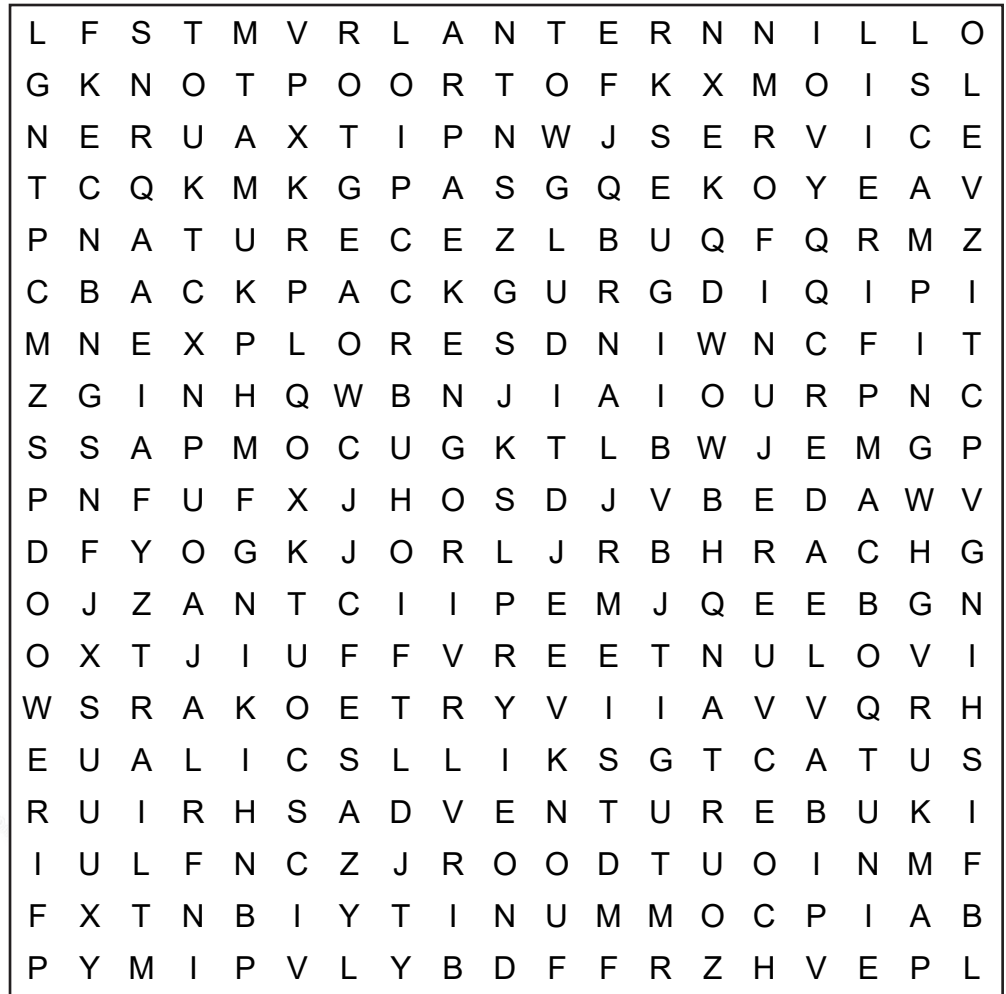 L F S T M V R L A N T E R N N I L L O
G K N O T P O O R T O F K X M O I S L
N E R U A X T I P N W J S E R V I C E
T C Q K M K G P A S G Q E K O Y E A V
P N A T U R E C E Z L B U Q F Q R M Z
C B A C K P A C K G U R G D I Q I P I
M N E X P L O R E S D N I W N C F I T
Z G I N H Q W B N J I A I O U R P N C
S S A P M O C U G K T L B W J E M G P
P N F U F X J H O S D J V B E D A W V
D F Y O G K J O R L J R B H R A C H G
O J Z A N T C I I P E M J Q E E B G N
O X T J I U F F V R E E T N U L O V I
W S R A K O E T R Y V I I A V V Q R H
E U A L I C S L L I K S G T C A T U S
R U I R H S A D V E N T U R E B U K I
I U L F N C Z J R O O D T U O I N M F
F X T N B I Y T I N U M M O C P I A B
P Y M I P V L Y B D F F R Z H V E P L